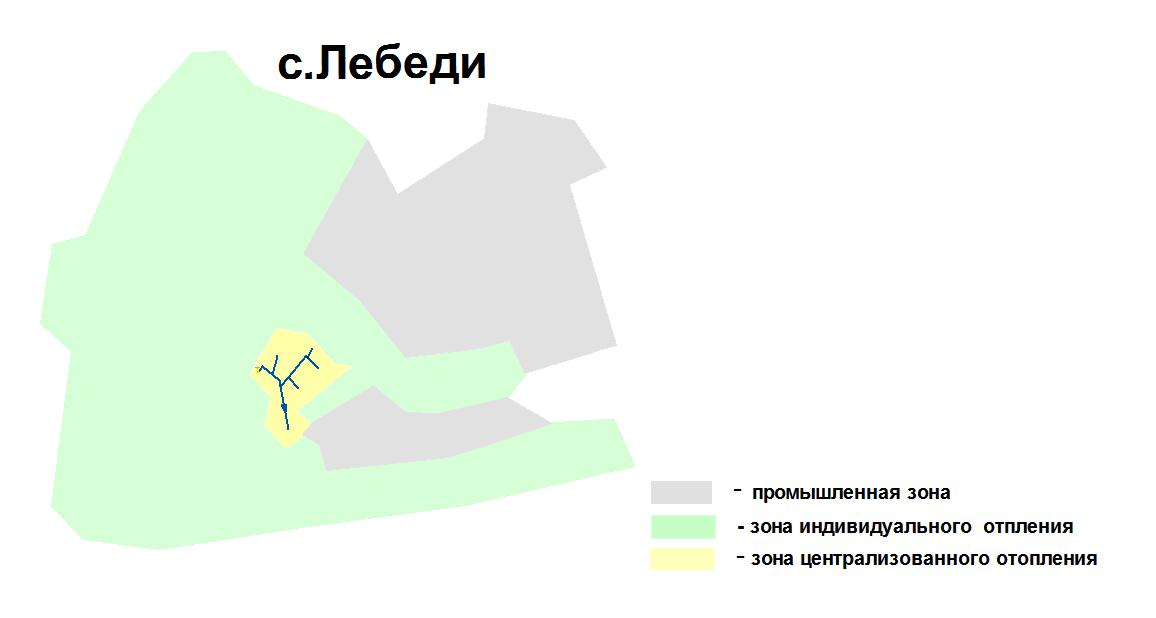 с.Лебеди
- промышленная зона
- зона индивидуального отпления
- зона централизованного отопления